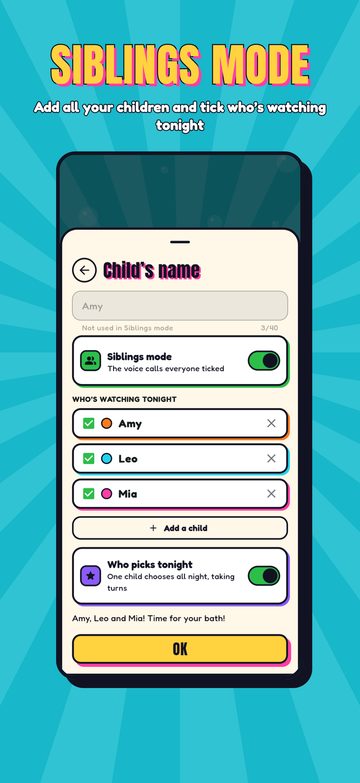 SIBLINGS MODE
Add all your children and tick who's watching
tonight
Child's name
Amy
Not used in Siblings mode 3/40
Siblings mode
The voice calls everyone ticked
WHO'S WATCHING TONIGHT
Amy
Leo
Mia
+ Add a child
Who picks tonight
One child chooses all night, taking
turns
Amy, Leo and Mia! Time for your bath!
OK